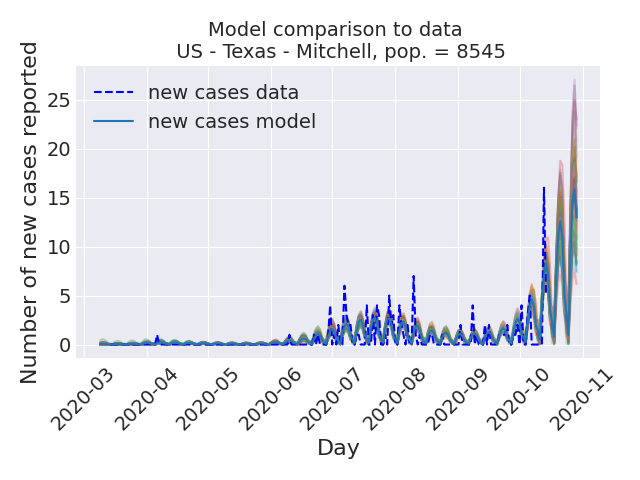 Model comparison to data
US - Texas - Mitchell, pop. = 8545
new cases data
new cases model
Number of new cases reported
25
20
15
10
5
0
2020-03
2020-04
2020-05
2020-06
2020-07
2020-08
2020-09
2020-10
2020-11
Day